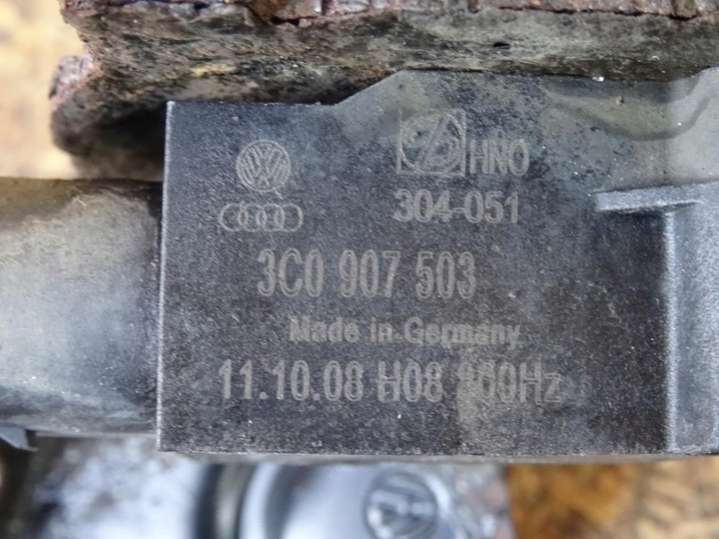 HNO
304-051
3C0 907 503
Made in Germany
11.10.08 H08